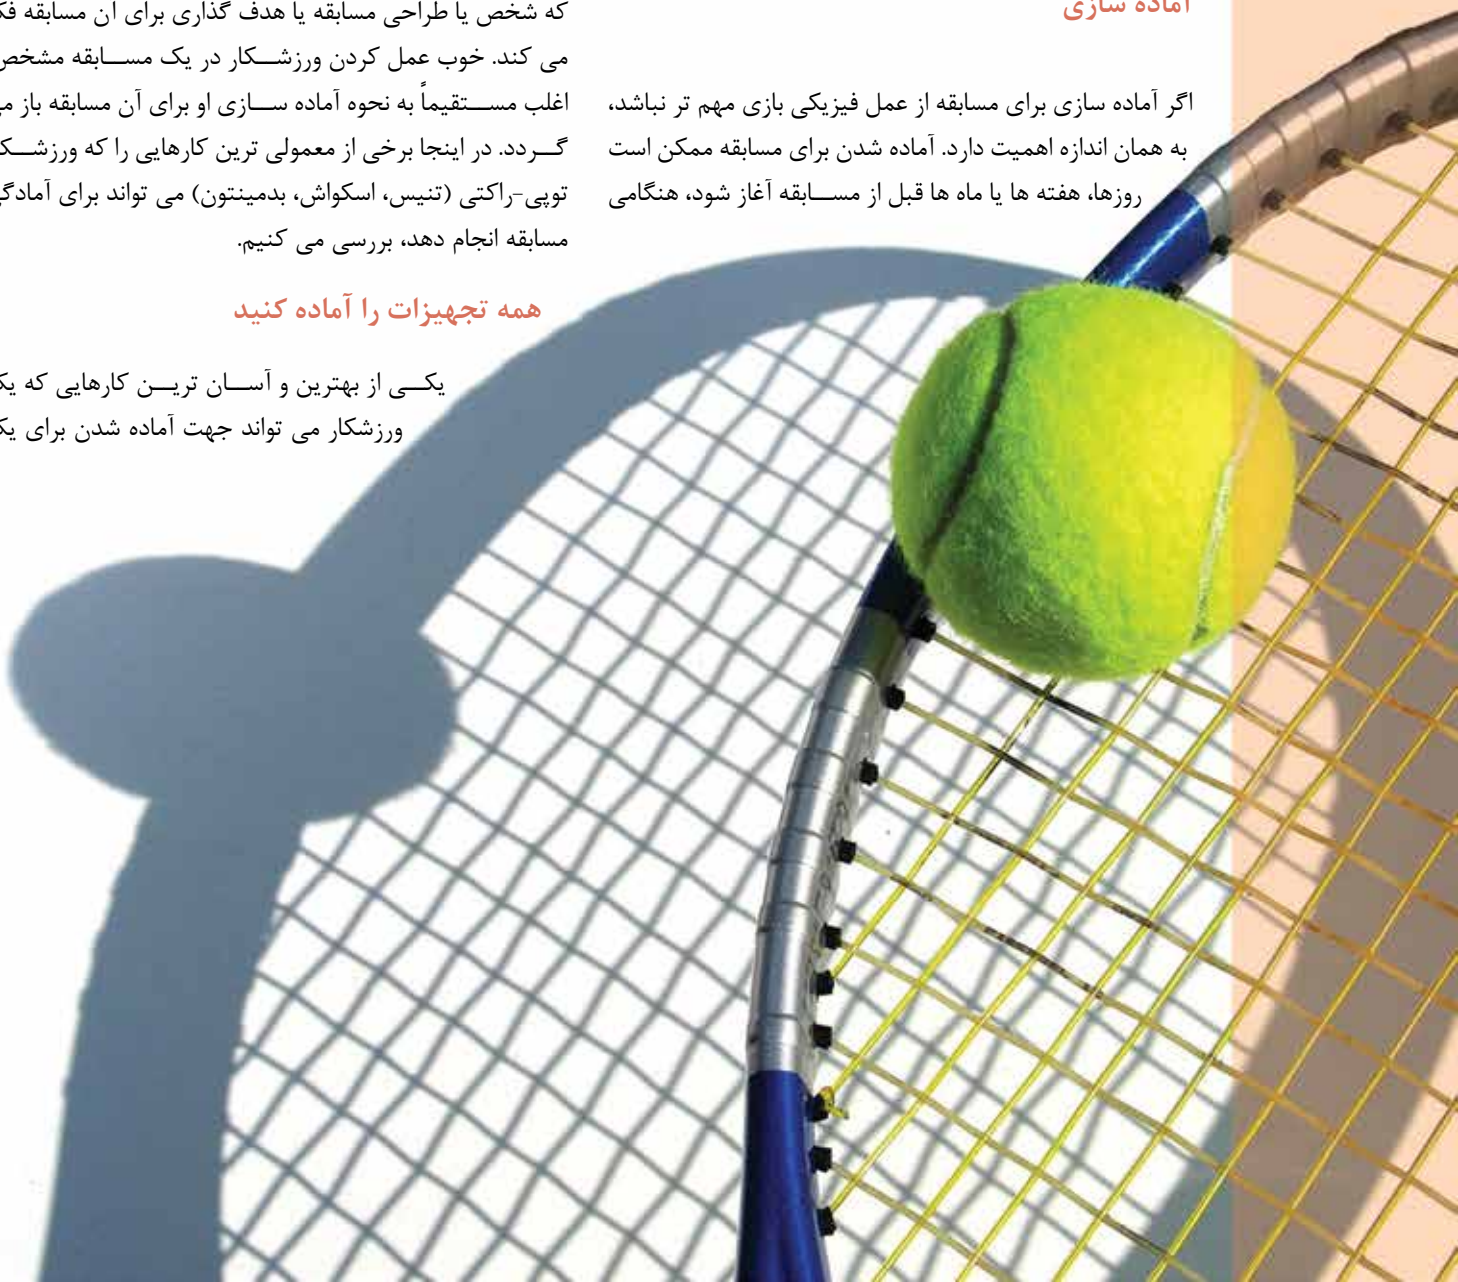 آماده سازی
اگر آماده سازی برای مسابقه از عمل فیزیکی بازی مهم تر نباشد،
به همان اندازه اهمیت دارد. آماده شدن برای مسابقه ممکن است
روزها، هفته ها یا ماه ها قبل از مسابقه آغاز شود، هنگامی
که شخص یا طراحی مسابقه یا هدف گذاری برای آن مسابقه
می کند. خوب عمل کردن ورزشکار در یک مسابقه مشخص
اغلب مستقیماً به نحوه آماده سازی او برای آن مسابقه باز
گردد. در اینجا برخی از معمولی ترین کارهایی را که
توپی-راکتی (تنیس، اسکواش، بدمینتون) می تواند برای
مسابقه انجام دهد، بررسی می کنیم.
همه تجهیزات را آماده کنید
یکی از بهترین و آسان ترین کارهایی که
ورزشکار می تواند جهت آماده شدن برای